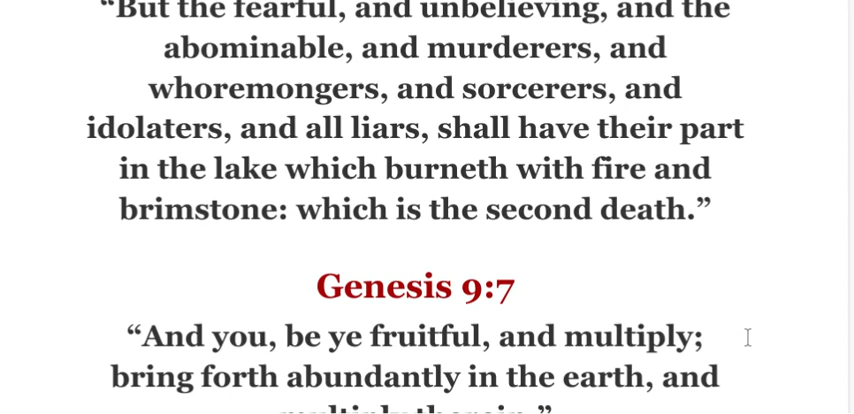 “But the fearful, and unbelieving, and the
abominable, and murderers, and
whoremongers, and sorcerers, and
idolaters, and all liars, shall have their part
in the lake which burneth with fire and
brimstone: which is the second death.”
Genesis 9:7
“And you, be ye fruitful, and multiply;
bring forth abundantly in the earth, and
multiply therein.”